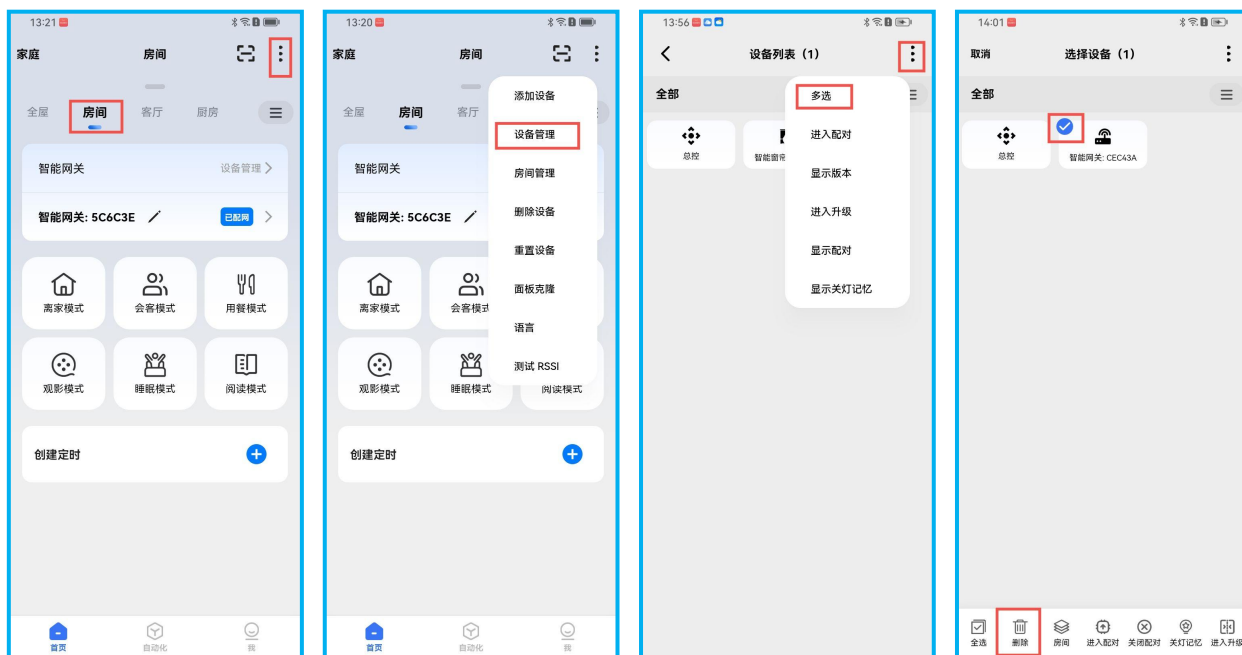 13:21
家庭
房间
全屋
房间
客厅
厨房
智能网关
设备管理
智能网关: 5C6C3E
已配网
离家模式
会客模式
用餐模式
观影模式
睡眠模式
阅读模式
创建定时
首页
自动化
我
13:20
家庭
房间
全屋
房间
客厅
添加设备
设备管理
房间管理
删除设备
重置设备
面板克隆
语言
测试 RSSI
智能网关
智能网关: 5C6C3E
离家模式
会客模式
观影模式
睡眠模式
阅读模式
创建定时
首页
自动化
我
13:56
设备列表（1）
全部
多选
进入配对
显示版本
进入升级
显示配对
显示关灯记忆
总控
智能窗帘
14:01
取消
选择设备（1）
全部
总控
智能网关: CEC43A
全选
删除
房间
进入配对
关闭配对
关灯记忆
进入升级